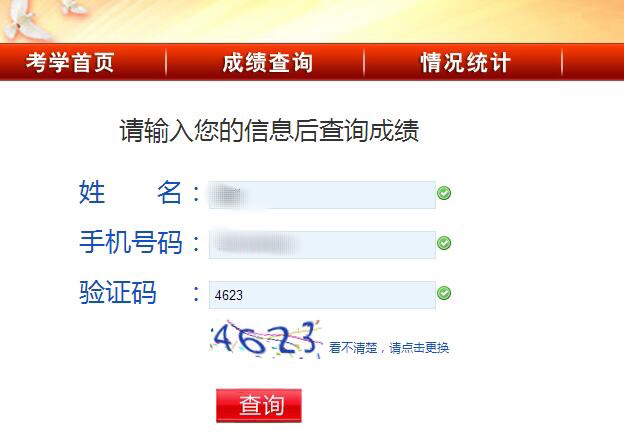 考学首页 成绩查询 情况统计
请输入您的信息后查询成绩
姓 名：
手机号码：
验证码 ：4623
4623 看不清楚，请点击更换
查询